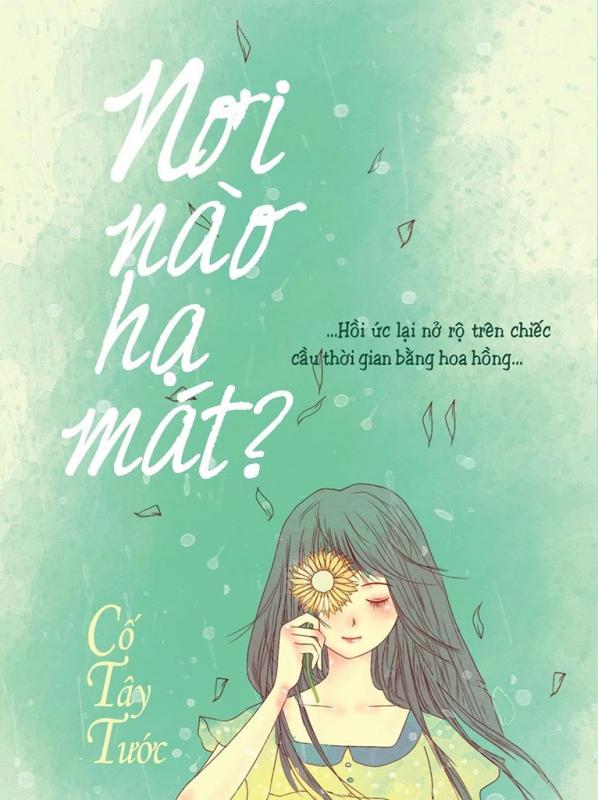 Nơi
nào
hạ
mát?
...Hồi ức lại nở rộ trên chiếc
cầu thời gian bằng hoa hồng...
Cố
Tây
Tước